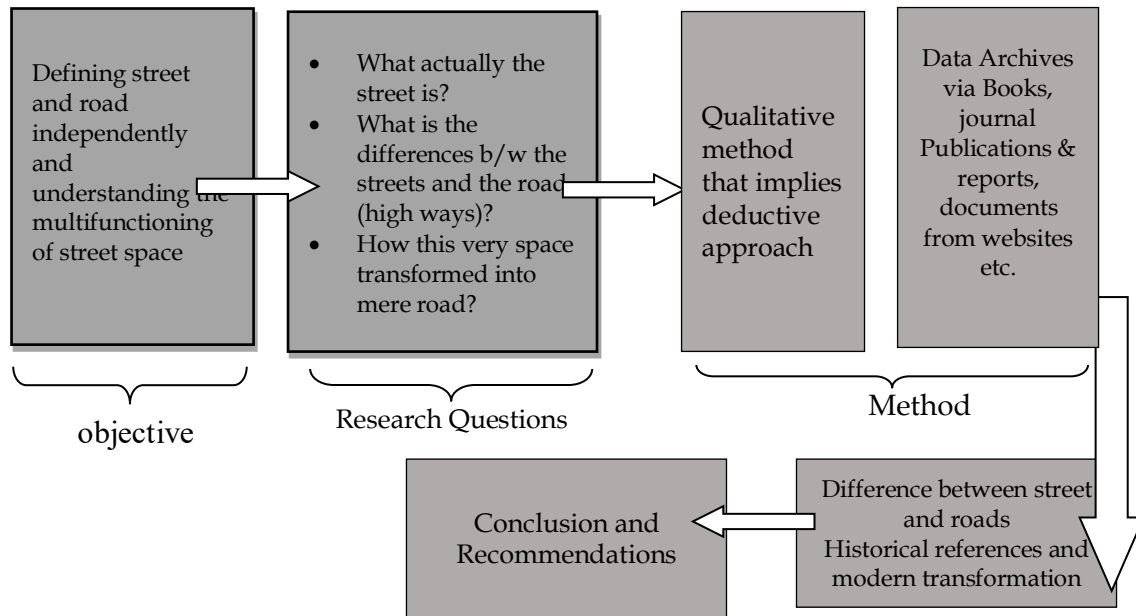 Defining street
and road
independently
and
understanding the
multifunctioning
of street space
• What actually the
street is?
• What is the
differences b/w the
streets and the road
(high ways)?
• How this very space
transformed into
mere road?
Qualitative
method
that implies
deductive
approach
Data Archives
via Books,
journal
Publications &
reports,
documents
from websites
etc.
objective
Research Questions
Method
Difference between street
and roads
Historical references and
modern transformation
Conclusion and
Recommendations